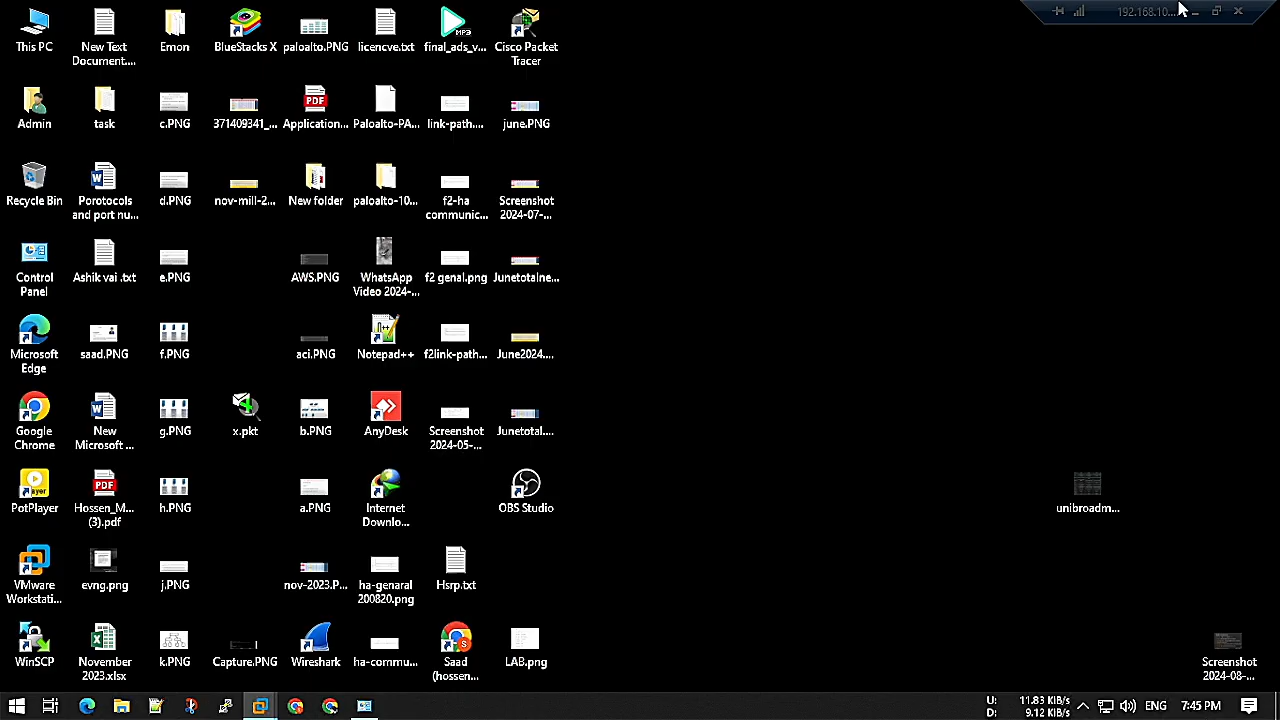 192.168.10...
This PC
New Text
Document....
Emon
BlueStacks X
paloalto.PNG
licencve.txt
final_ads_v...
MP3
Cisco Packet
Tracer
Admin
task
c.PNG
371409341_...
PDF
Application...
Paloalto-PA...
link-path....
june.PNG
Recycle Bin
Porotocols
and port nu...
d.PNG
nov-mill-2...
New folder
paloalto-10...
f2-ha
communic...
Screenshot
2024-07-...
Control
Panel
Ashik vai .txt
e.PNG
AWS.PNG
WhatsApp
Video 2024-...
f2 genal.png
Junetotalne...
Microsoft
Edge
saad.PNG
f.PNG
aci.PNG
Notepad++
f2link-path...
June2024....
Google
Chrome
New
Microsoft ...
g.PNG
x.pkt
b.PNG
AnyDesk
Screenshot
2024-05-...
Junetotal....
PotPlayer
PDF
Hossen_M...
(3).pdf
h.PNG
a.PNG
Internet
Downlo...
OBS Studio
unibroadm...
VMware
Workstati...
evng.png
j.PNG
nov-2023.P...
ha-genaral
200820.png
Hsrp.txt
WinSCP
November
2023.xlsx
k.PNG
Capture.PNG
Wireshark
ha-commu...
Saad
(hossen...
LAB.png
Screenshot
2024-08-...
U: 11.83 KiB/s
D: 9.12 KiB/s
ENG
7:45 PM